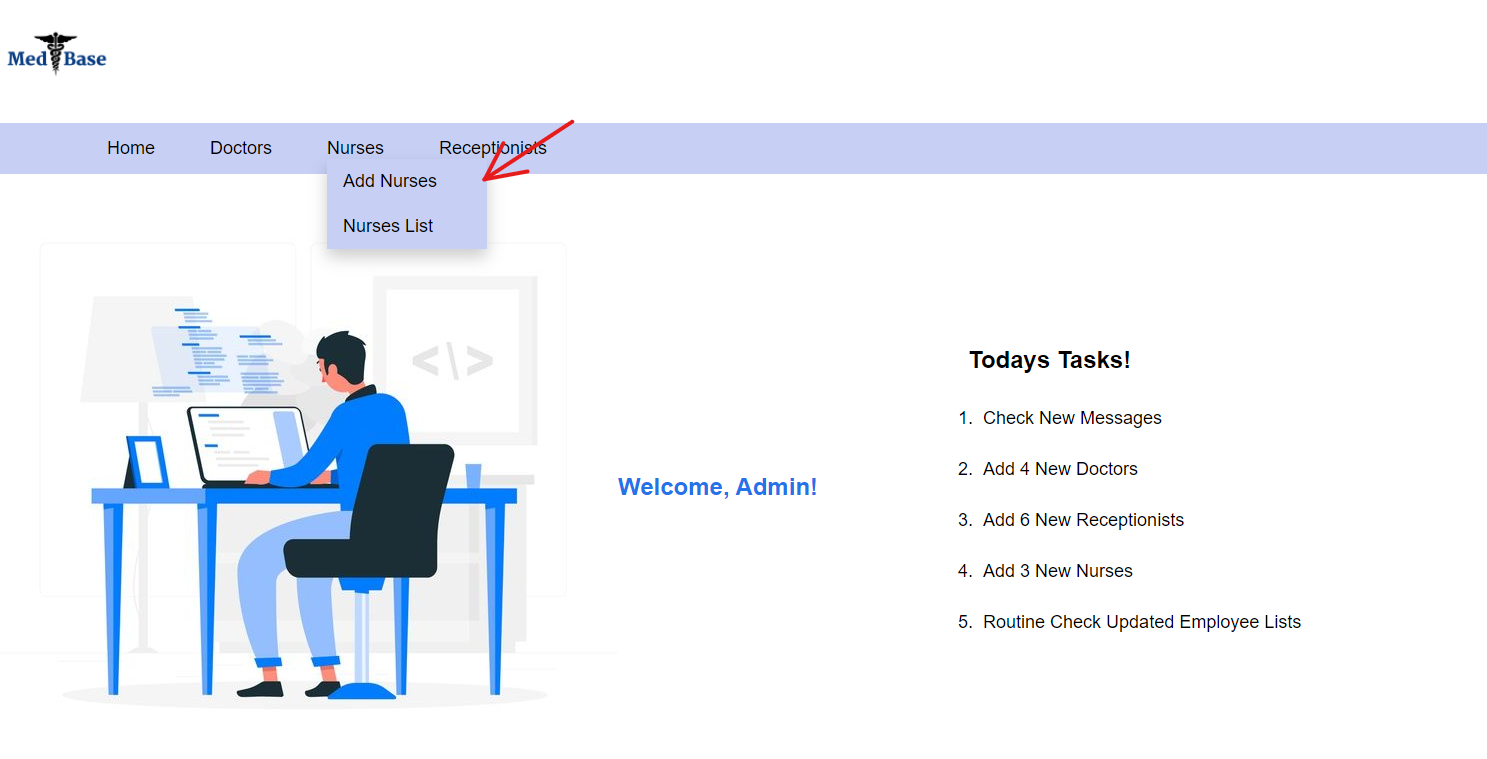 Med Base
Home Doctors Nurses Receptionists
Add Nurses
Nurses List
</>
Todays Tasks!
1. Check New Messages
2. Add 4 New Doctors
Welcome, Admin!
3. Add 6 New Receptionists
4. Add 3 New Nurses
5. Routine Check Updated Employee Lists